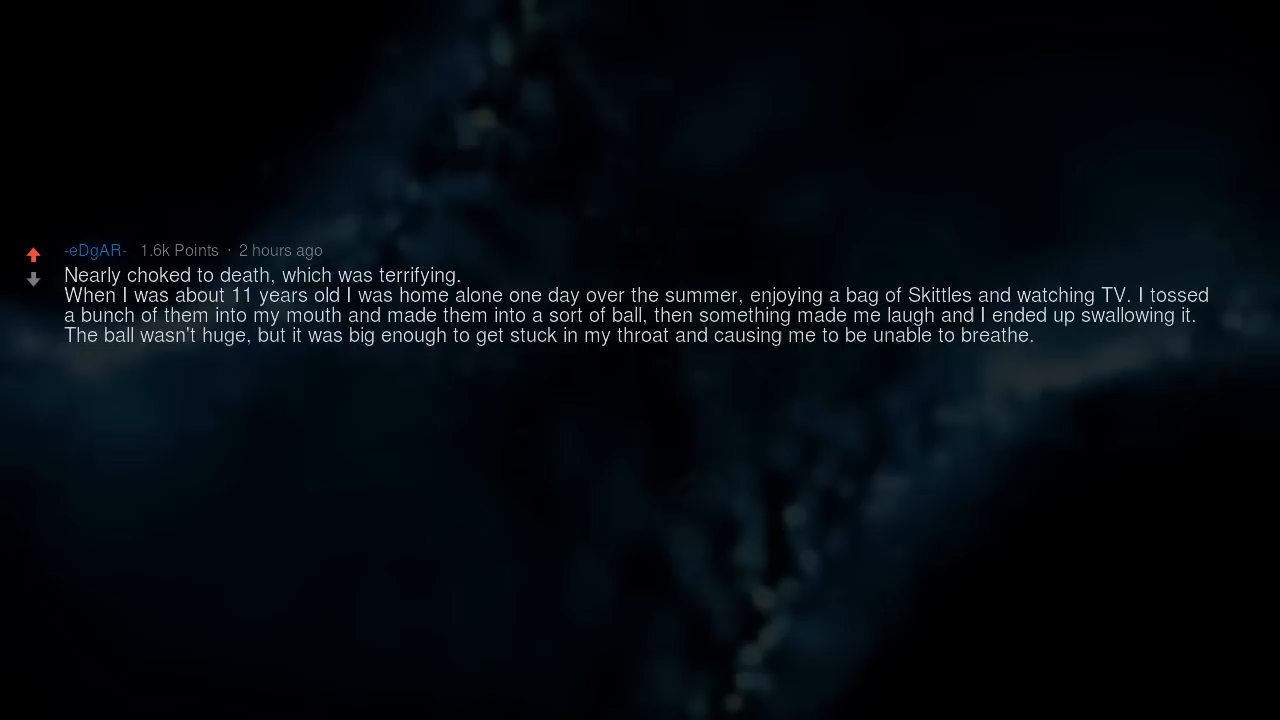 -eDgAR- 1.6k Points · 2 hours ago
Nearly choked to death, which was terrifying.
When I was about 11 years old I was home alone one day over the summer, enjoying a bag of Skittles and watching TV. I tossed
a bunch of them into my mouth and made them into a sort of ball, then something made me laugh and I ended up swallowing it.
The ball wasn't huge, but it was big enough to get stuck in my throat and causing me to be unable to breathe.